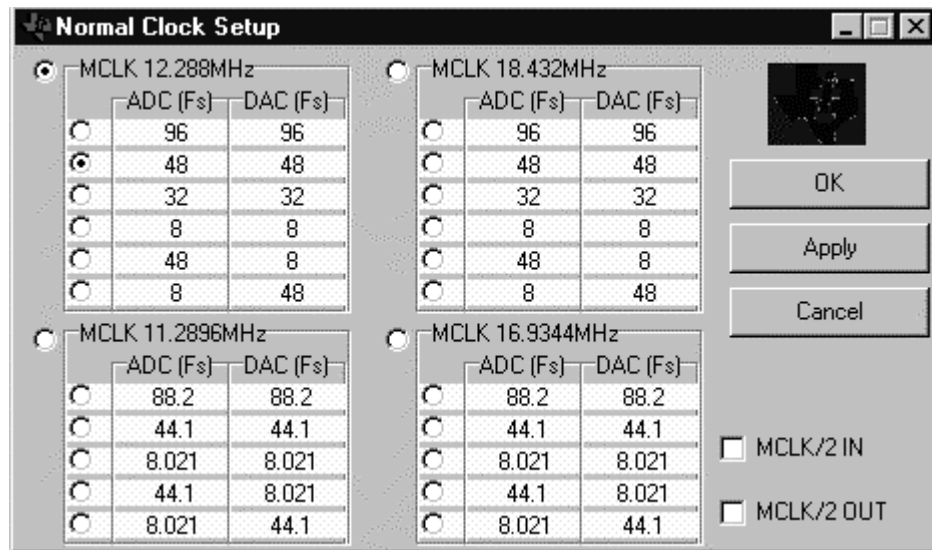 Normal Clock Setup
MCLK 12.288MHz
ADC (Fs) DAC (Fs)
96 96
48 48
32 32
8 8
48 8
8 48
MCLK 18.432MHz
ADC (Fs) DAC (Fs)
96 96
48 48
32 32
8 8
48 8
8 48
MCLK 11.2896MHz
ADC (Fs) DAC (Fs)
88.2 88.2
44.1 44.1
8.021 8.021
44.1 8.021
8.021 44.1
MCLK 16.9344MHz
ADC (Fs) DAC (Fs)
88.2 88.2
44.1 44.1
8.021 8.021
44.1 8.021
8.021 44.1
OK
Apply
Cancel
MCLK/2 IN
MCLK/2 OUT